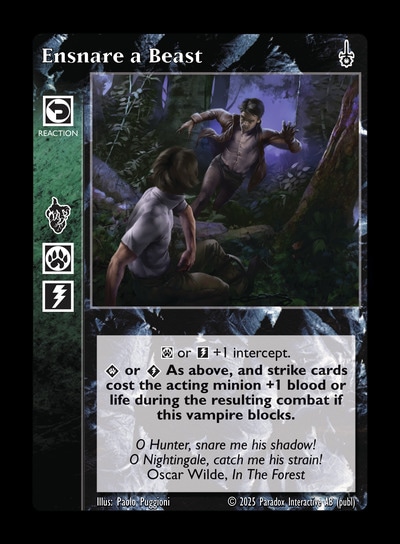 Ensnare a Beast
REACTION
or +1 intercept.
or As above, and strike cards
cost the acting minion +1 blood or
life during the resulting combat if
this vampire blocks.
O Hunter, snare me his shadow!
O Nightingale, catch me his strain!
Oscar Wilde, In The Forest
Illus: Paolo Puggioni © 2025 Paradox Interactive AB (publ)